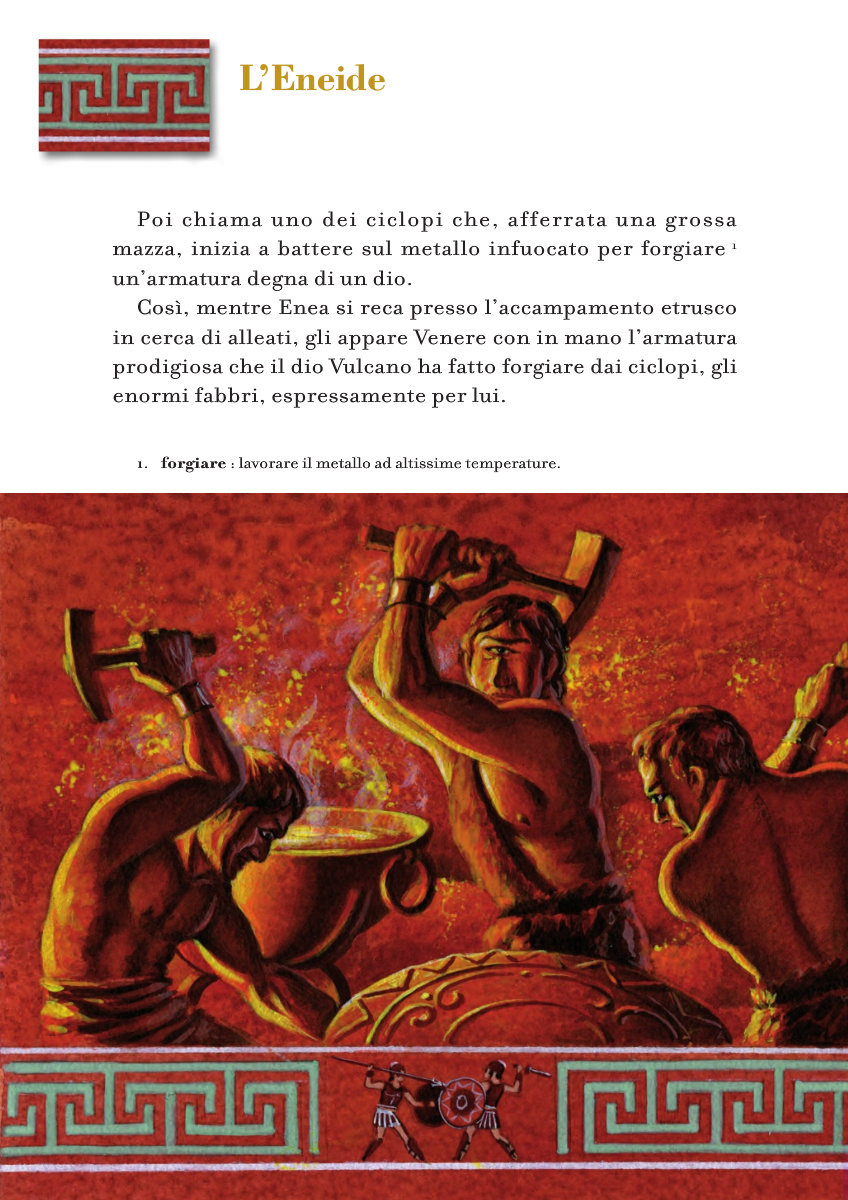 L'Eneide
Poi chiama uno dei ciclopi che, afferrata una grossa
mazza, inizia a battere sul metallo infuocato per forgiare ¹
un'armatura degna di un dio.
Così, mentre Enea si reca presso l'accampamento etrusco
in cerca di alleati, gli appare Venere con in mano l'armatura
prodigiosa che il dio Vulcano ha fatto forgiare dai ciclopi, gli
enormi fabbri, espressamente per lui.
1. forgiare : lavorare il metallo ad altissime temperature.